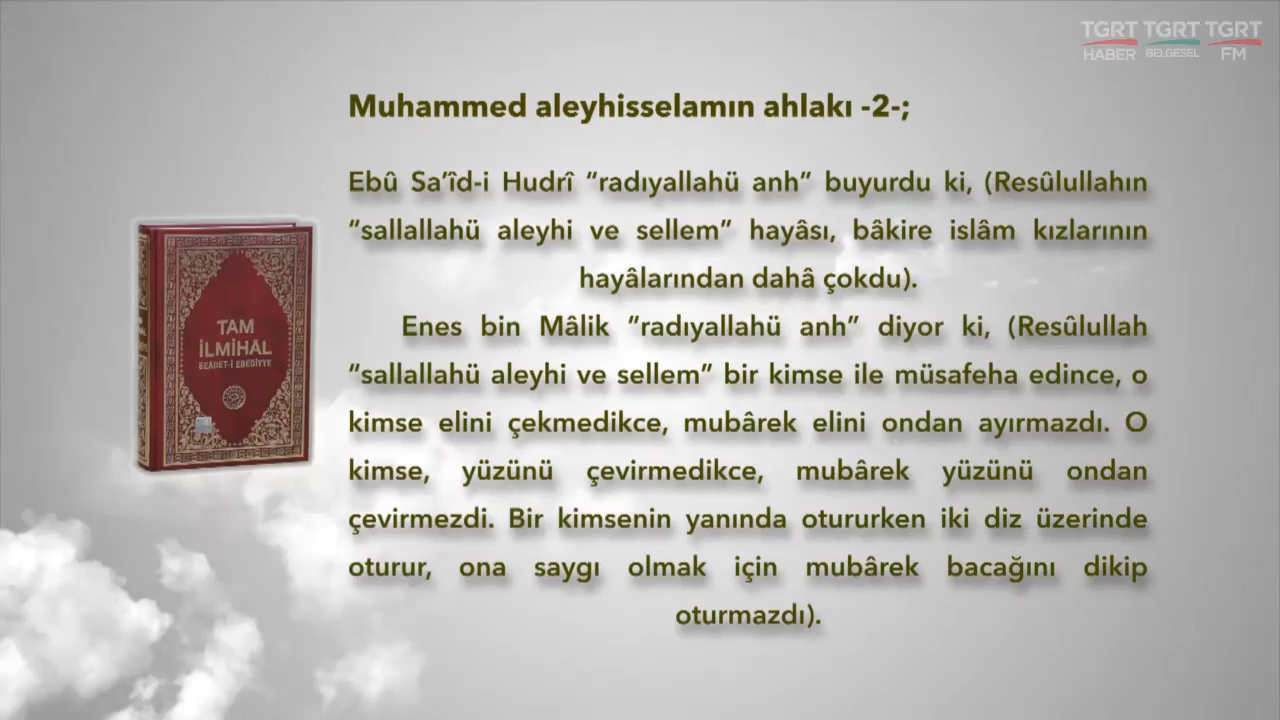 TGRT TGRT TGRT
HABER BELGESEL FM
Muhammed aleyhisselamın ahlakı -2-;
Ebû Sa’îd-i Hudrî “radıyallahü anh” buyurdu ki, (Resûlullahın
“sallallahü aleyhi ve sellem” hayâsı, bâkire islâm kızlarının
hayâlarından dahâ çokdu).
Enes bin Mâlik “radıyallahü anh” diyor ki, (Resûlullah
“sallallahü aleyhi ve sellem” bir kimse ile müsafeha edince, o
kimse elini çekmedikce, mubârek elini ondan ayırmazdı. O
kimse, yüzünü çevirmedikce, mubârek yüzünü ondan
çevirmezdi. Bir kimsenin yanında otururken iki diz üzerinde
oturur, ona saygı olmak için mubârek bacağını dikip
oturmazdı).
TAM
İLMİHÂL
SEÂDET-İ EBEDİYYE